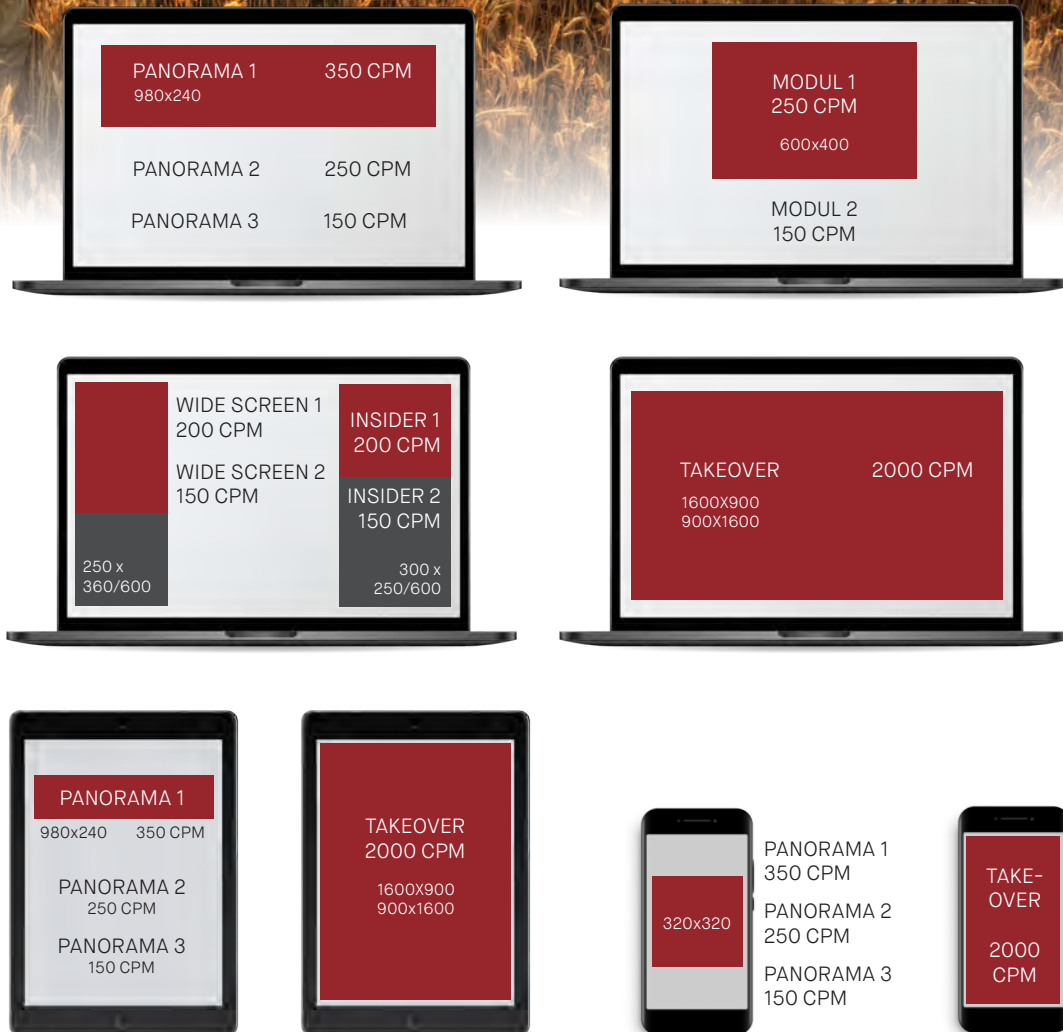 PANORAMA 1 350 CPM
980x240
PANORAMA 2 250 CPM
PANORAMA 3 150 CPM
MODUL 1
250 CPM
600x400
MODUL 2
150 CPM
WIDE SCREEN 1
200 CPM
WIDE SCREEN 2
150 CPM
250 x
360/600
INSIDER 1
200 CPM
INSIDER 2
150 CPM
300 x
250/600
TAKEOVER 2000 CPM
1600X900
900X1600
PANORAMA 1
980x240 350 CPM
PANORAMA 2
250 CPM
PANORAMA 3
150 CPM
TAKEOVER
2000 CPM
1600X900
900x1600
320x320
PANORAMA 1
350 CPM
PANORAMA 2
250 CPM
PANORAMA 3
150 CPM
TAKE-
OVER
2000
CPM